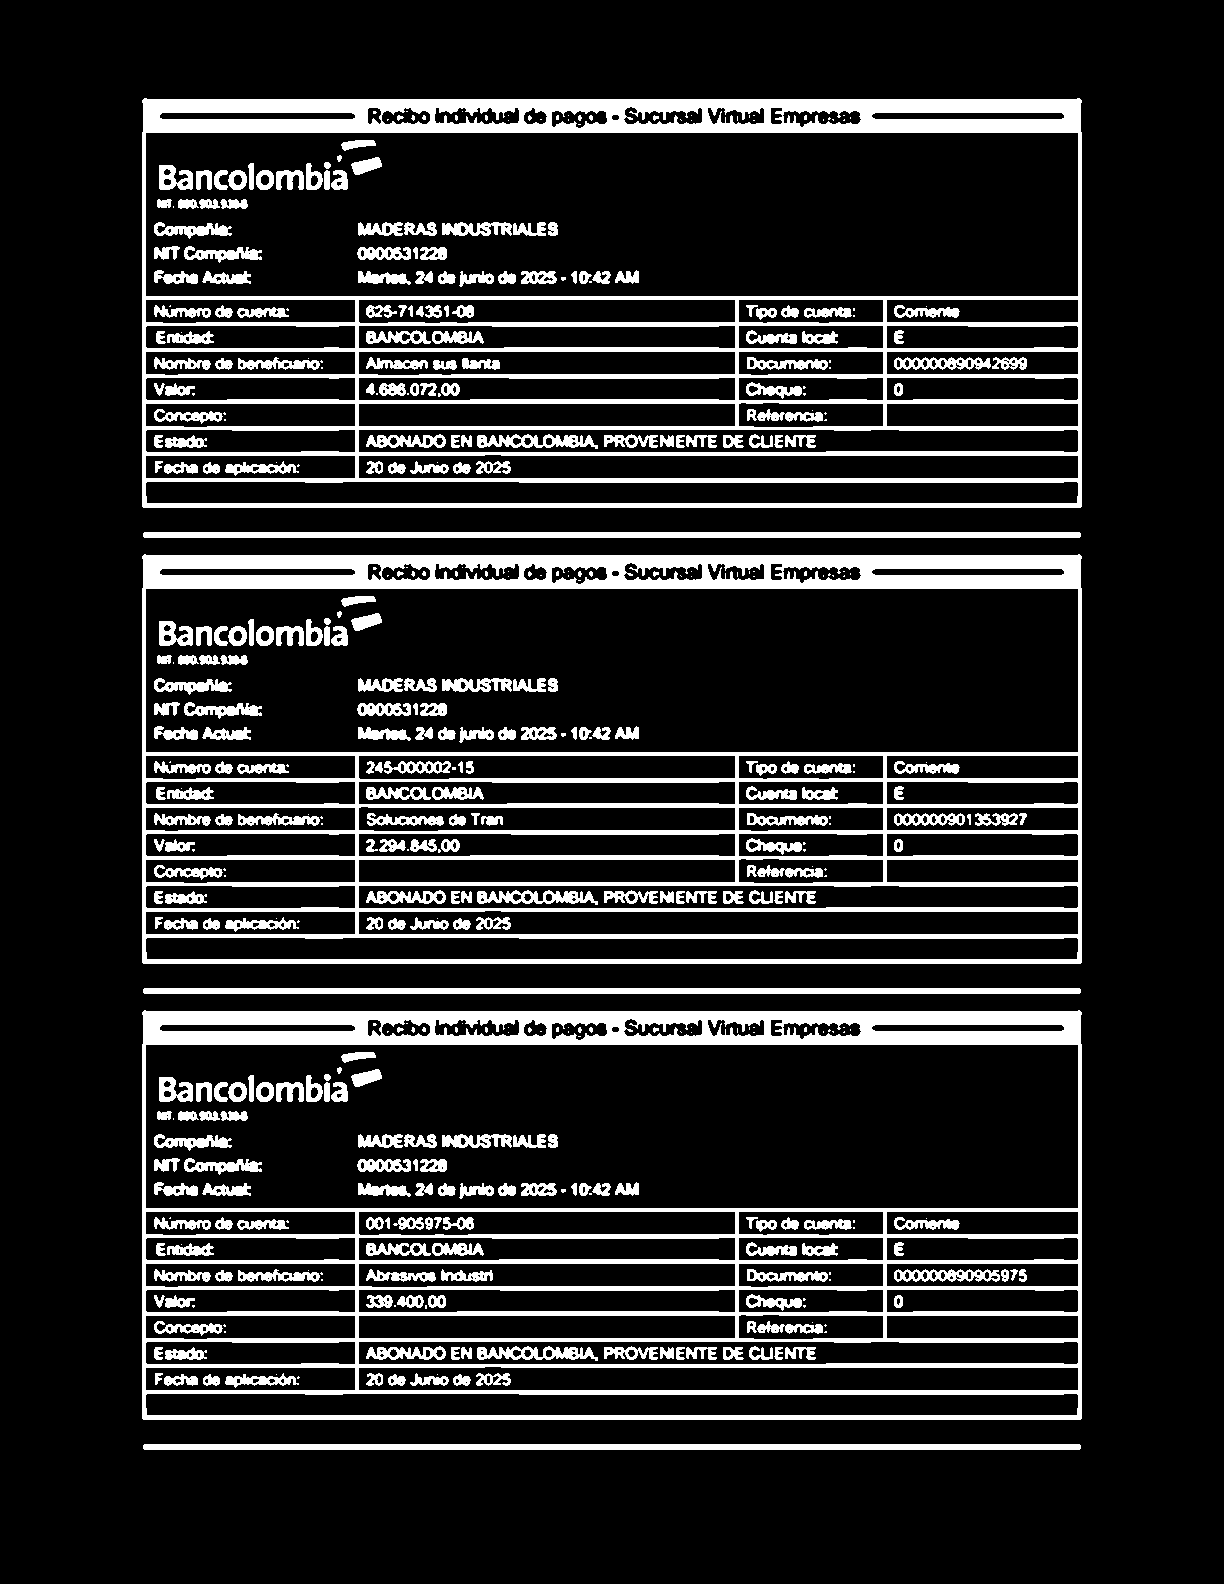 Recibo Individual de pagos - Sucursal Virtual Empresas
Bancolombia
NIT. 890.903.938-8
Compañía: MADERAS INDUSTRIALES
NIT Compañía: 0900531228
Fecha Actual: Martes, 24 de junio de 2025 - 10:42 AM
Número de cuenta: 625-714351-08 Tipo de cuenta: Corriente
Entidad: BANCOLOMBIA Cuenta local: E
Nombre de beneficiario: Almacen sus llanta Documento: 000000890942699
Valor: 4.686.072,00 Cheque: 0
Concepto: Referencia:
Estado: ABONADO EN BANCOLOMBIA, PROVENIENTE DE CLIENTE
Fecha de aplicación: 20 de Junio de 2025
Recibo Individual de pagos - Sucursal Virtual Empresas
Bancolombia
NIT. 890.903.938-8
Compañía: MADERAS INDUSTRIALES
NIT Compañía: 0900531228
Fecha Actual: Martes, 24 de junio de 2025 - 10:42 AM
Número de cuenta: 245-000002-15 Tipo de cuenta: Corriente
Entidad: BANCOLOMBIA Cuenta local: E
Nombre de beneficiario: Soluciones de Tran Documento: 000000901353927
Valor: 2.294.845,00 Cheque: 0
Concepto: Referencia:
Estado: ABONADO EN BANCOLOMBIA, PROVENIENTE DE CLIENTE
Fecha de aplicación: 20 de Junio de 2025
Recibo Individual de pagos - Sucursal Virtual Empresas
Bancolombia
NIT. 890.903.938-8
Compañía: MADERAS INDUSTRIALES
NIT Compañía: 0900531228
Fecha Actual: Martes, 24 de junio de 2025 - 10:42 AM
Número de cuenta: 001-905975-06 Tipo de cuenta: Corriente
Entidad: BANCOLOMBIA Cuenta local: E
Nombre de beneficiario: Abrasivos Industri Documento: 000000890905975
Valor: 339.400,00 Cheque: 0
Concepto: Referencia:
Estado: ABONADO EN BANCOLOMBIA, PROVENIENTE DE CLIENTE
Fecha de aplicación: 20 de Junio de 2025